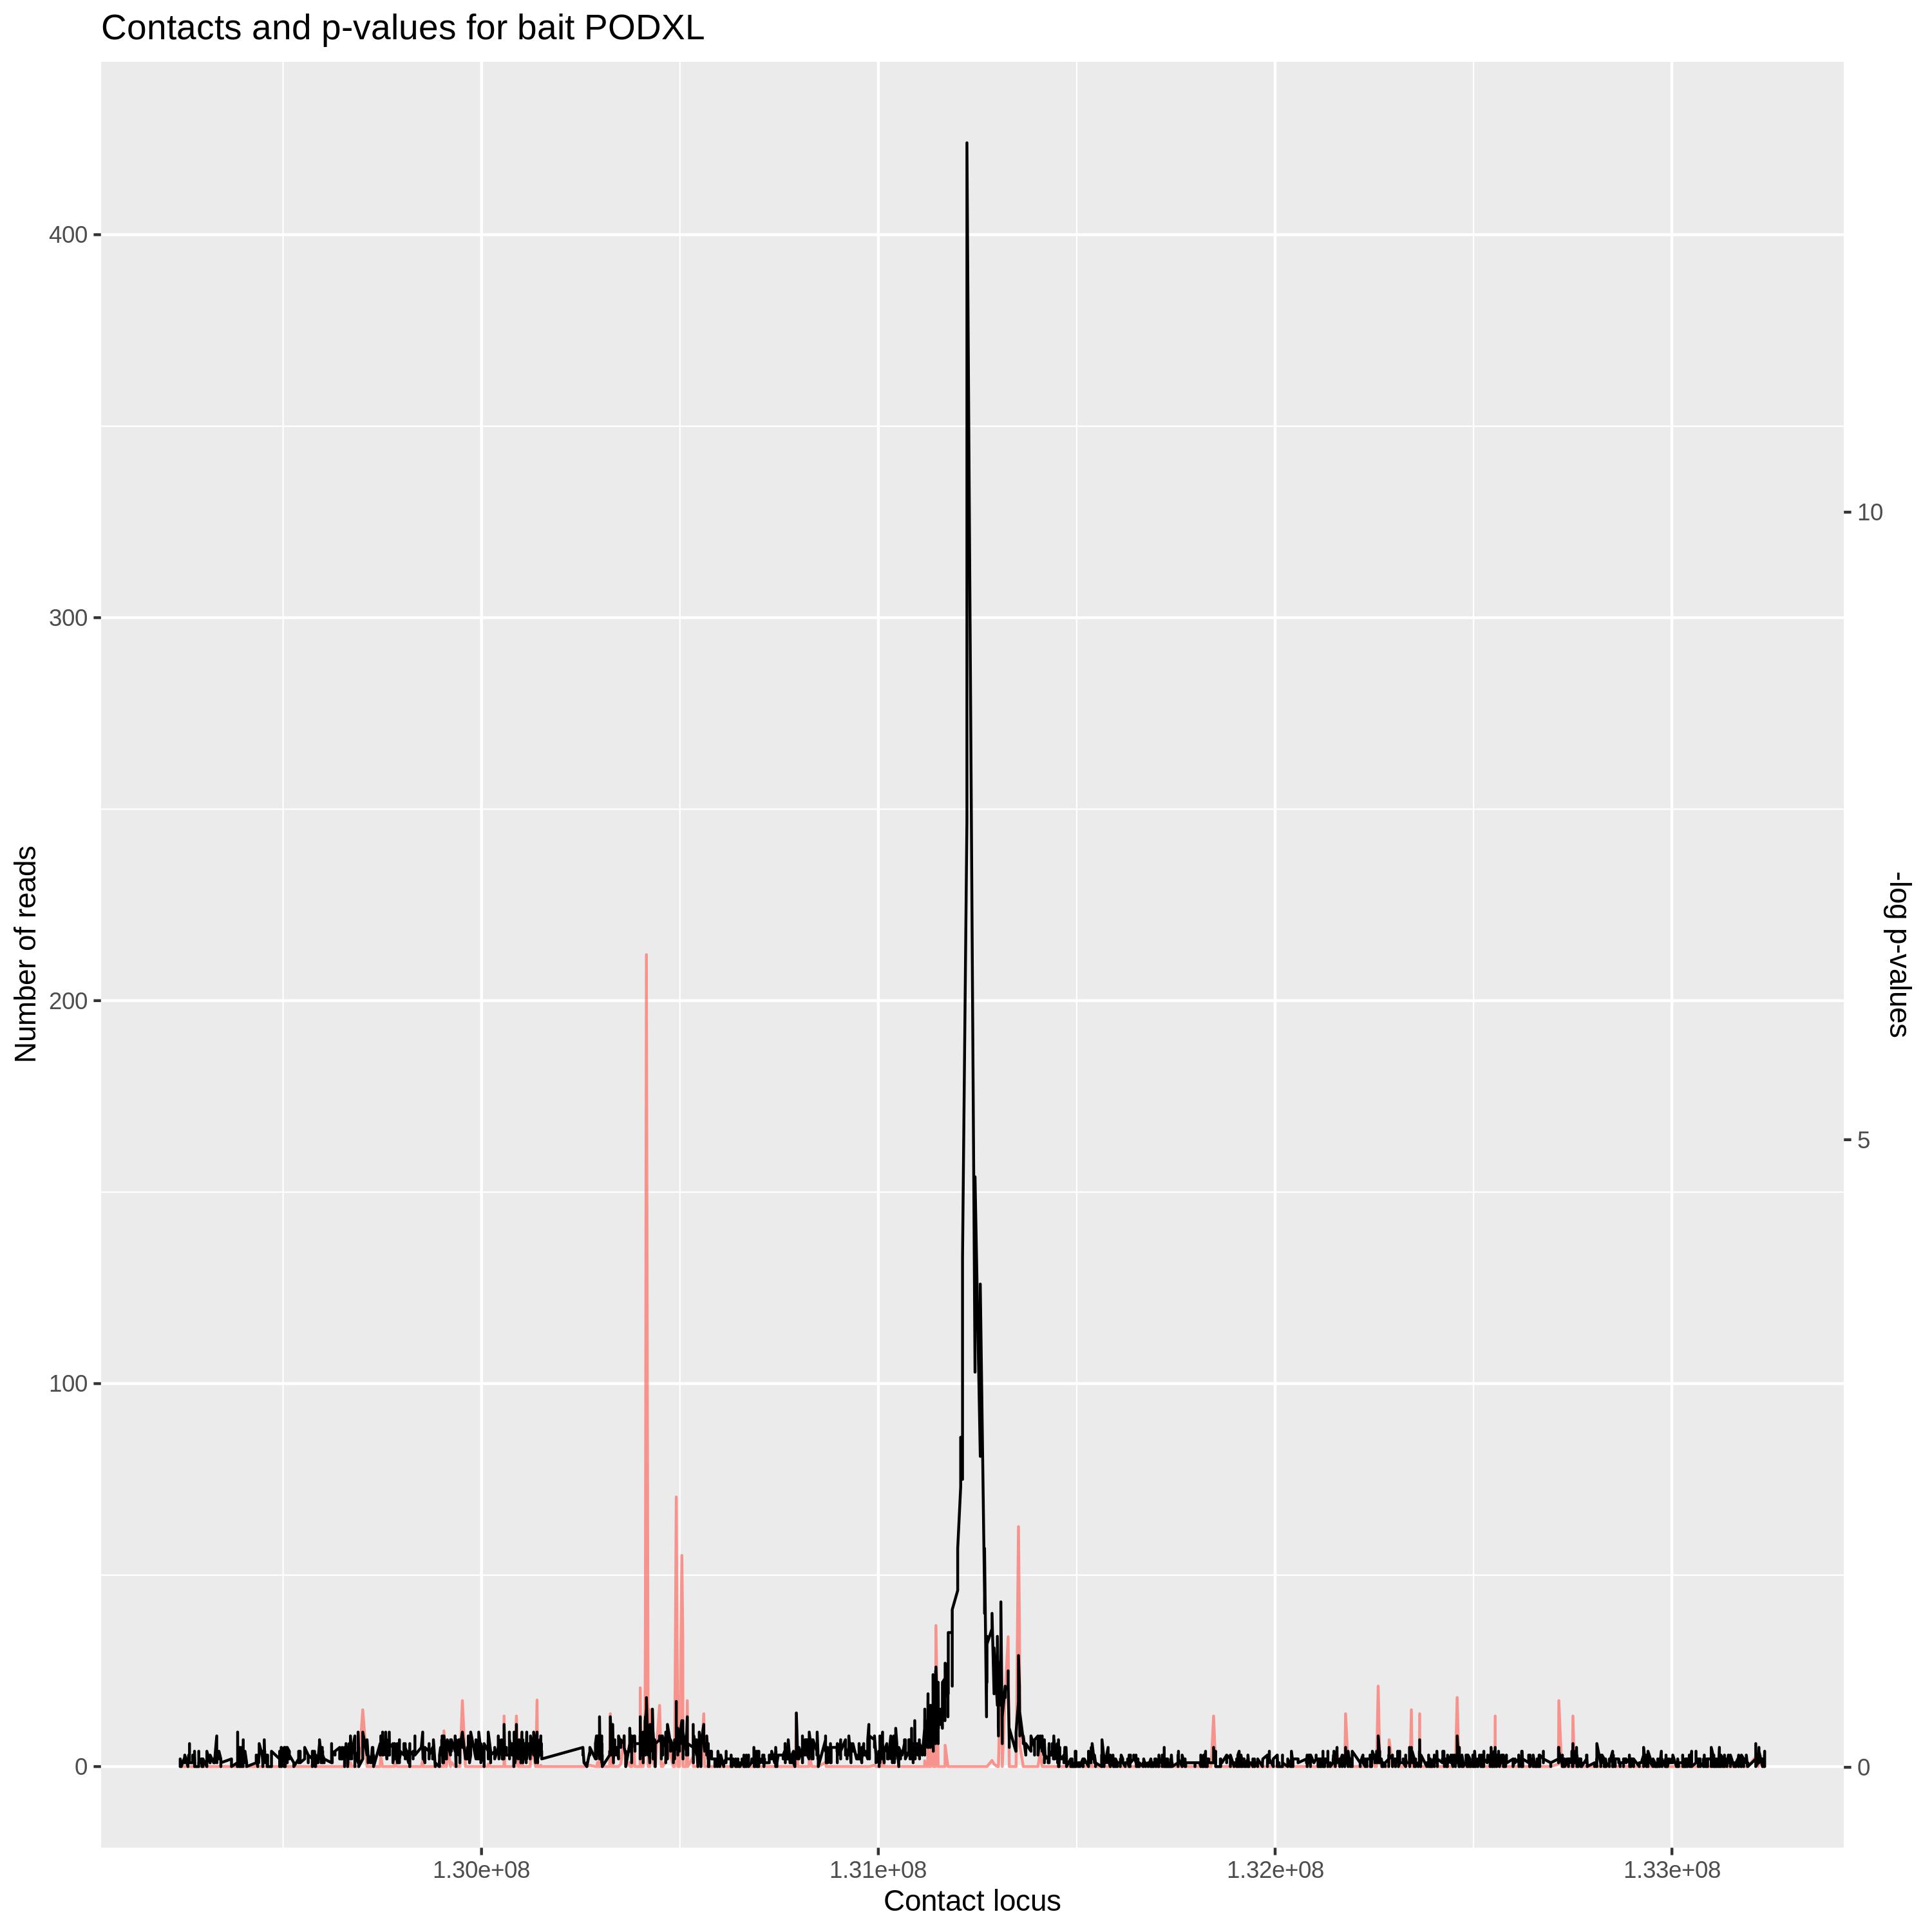 Contacts and p-values for bait PODXL
400
300
200
100
0
Number of reads
10
5
0
-log p-values
1.30e+08
1.31e+08
1.32e+08
1.33e+08
Contact locus